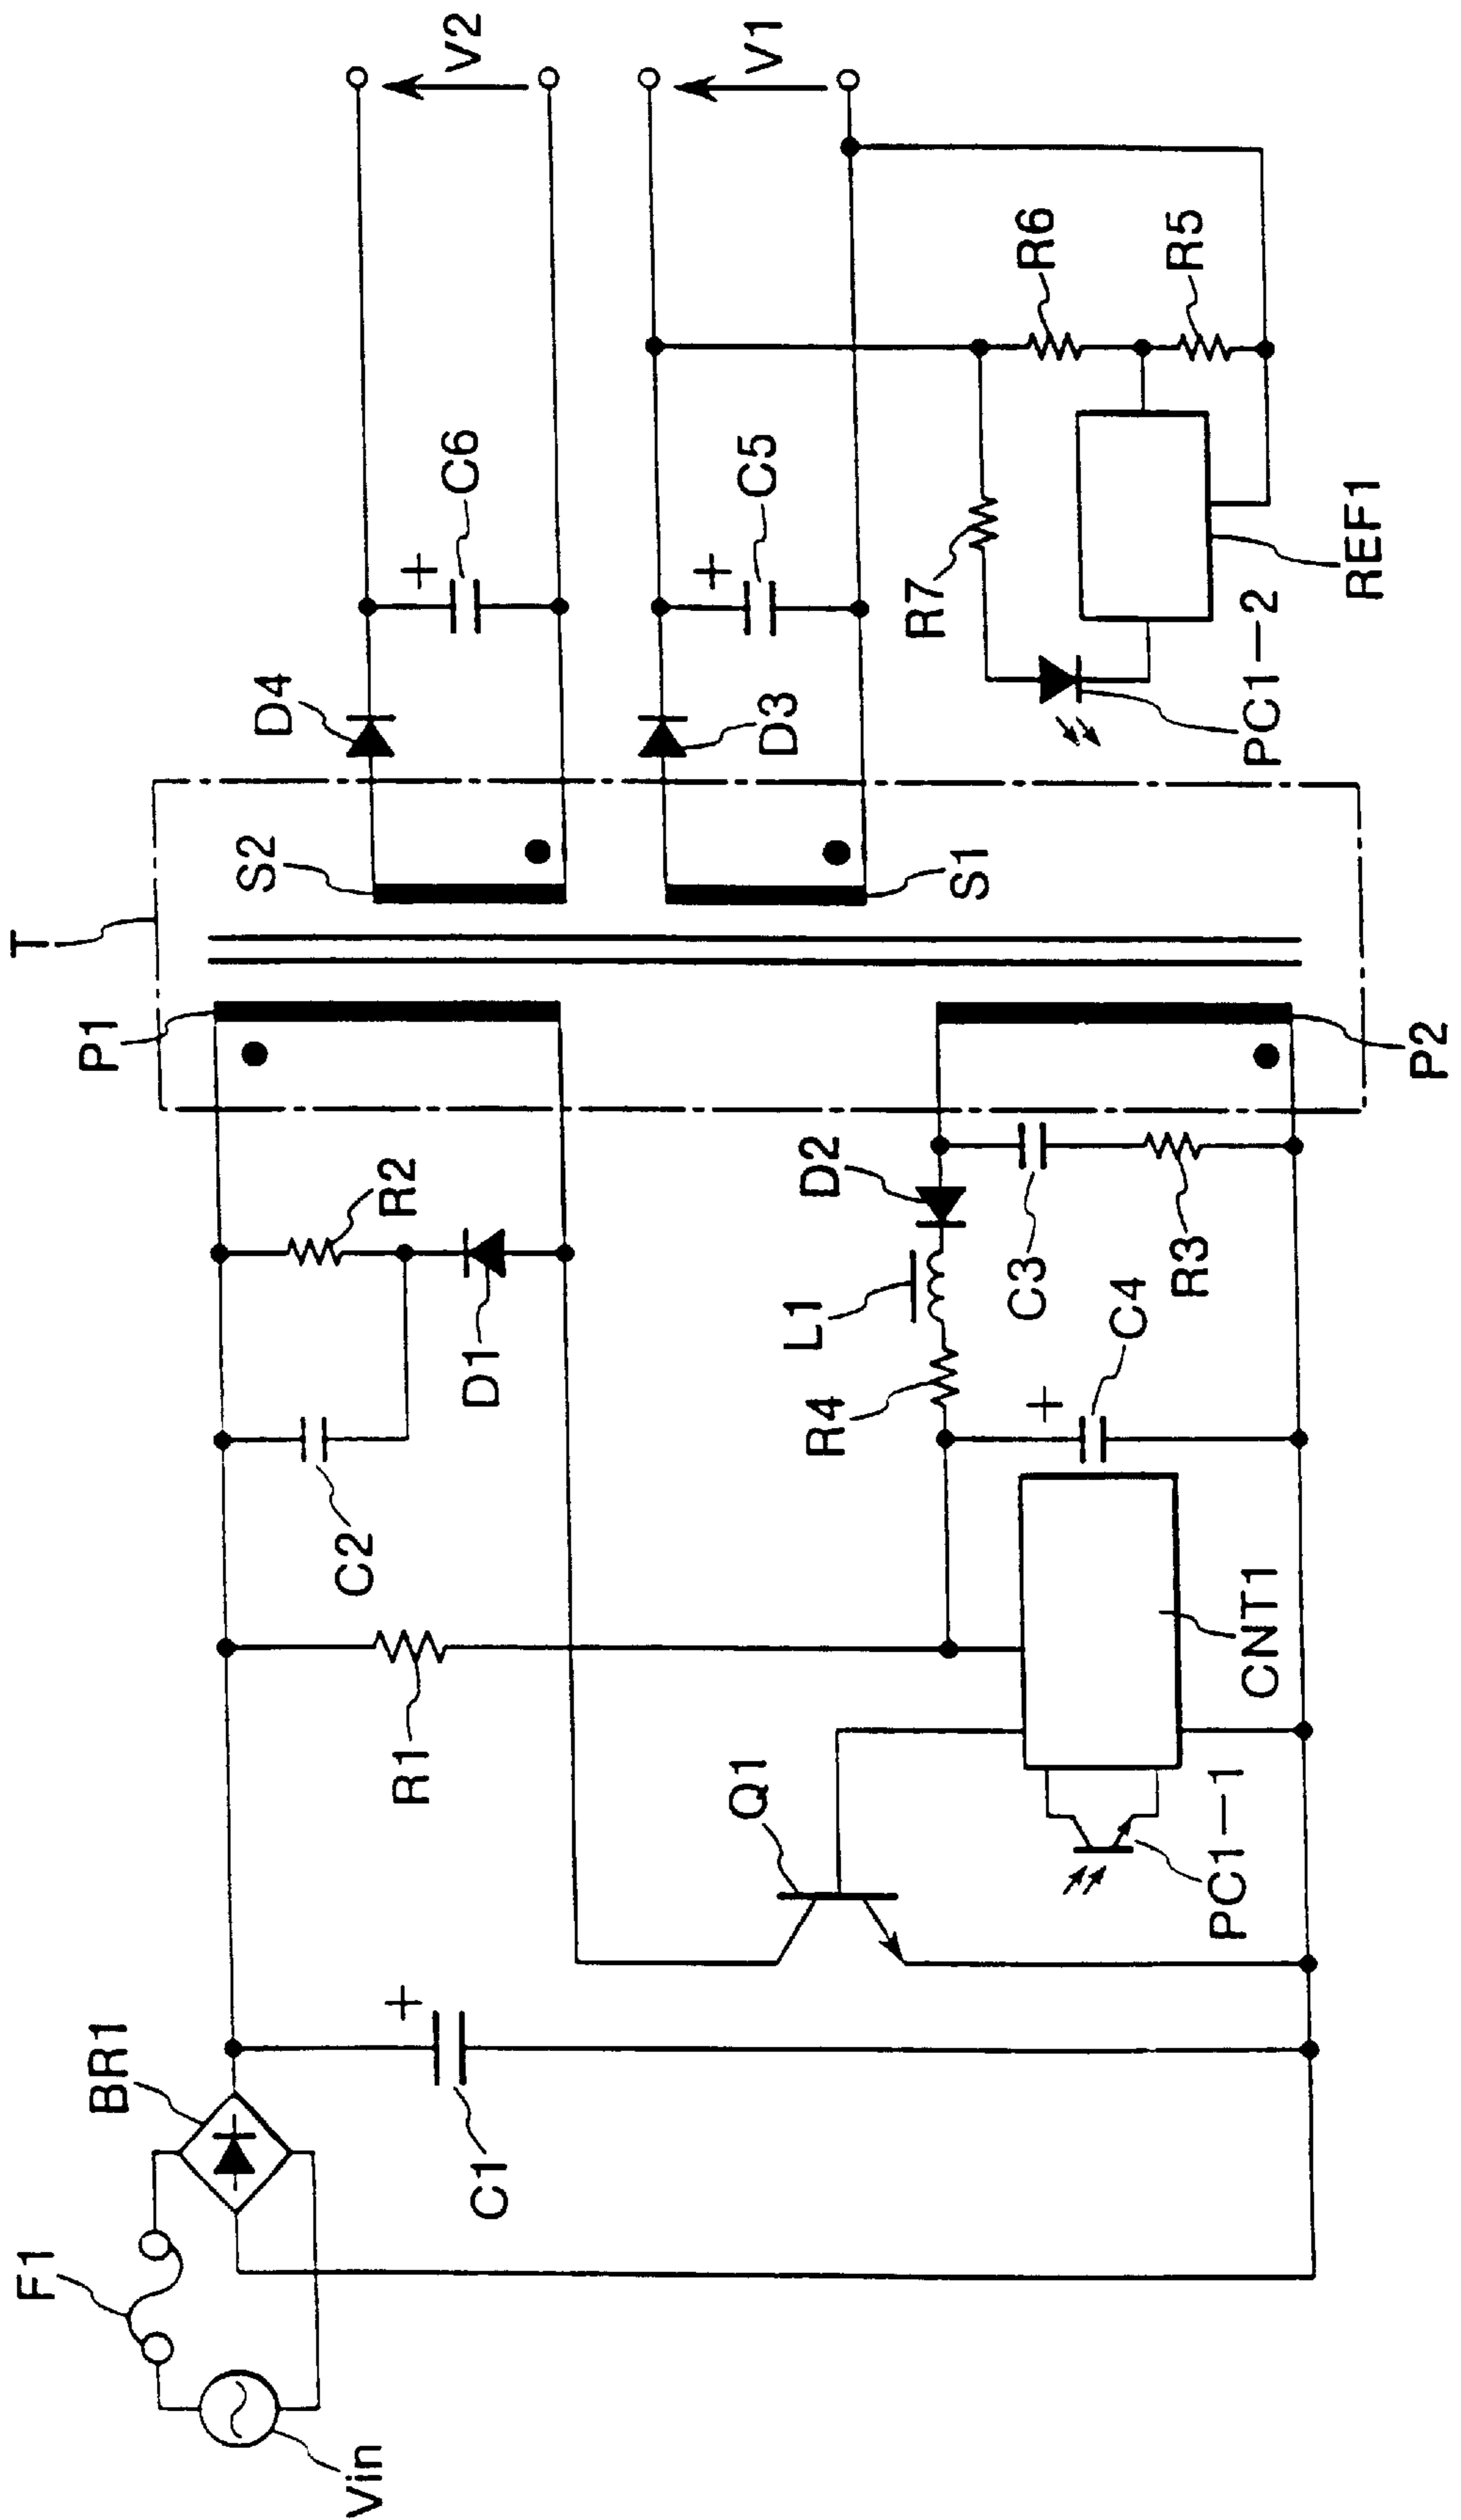 Vin
F1
BR1
C1
Q1
PC1-1
CNT1
R1
C2
D1
R2
R4
L1
D2
C3
R3
C4
P1
P2
T
S2
S1
D4
D3
C6
C5
R7
PC1-2
REF1
R6
R5
V2
V1
+
+
+
+